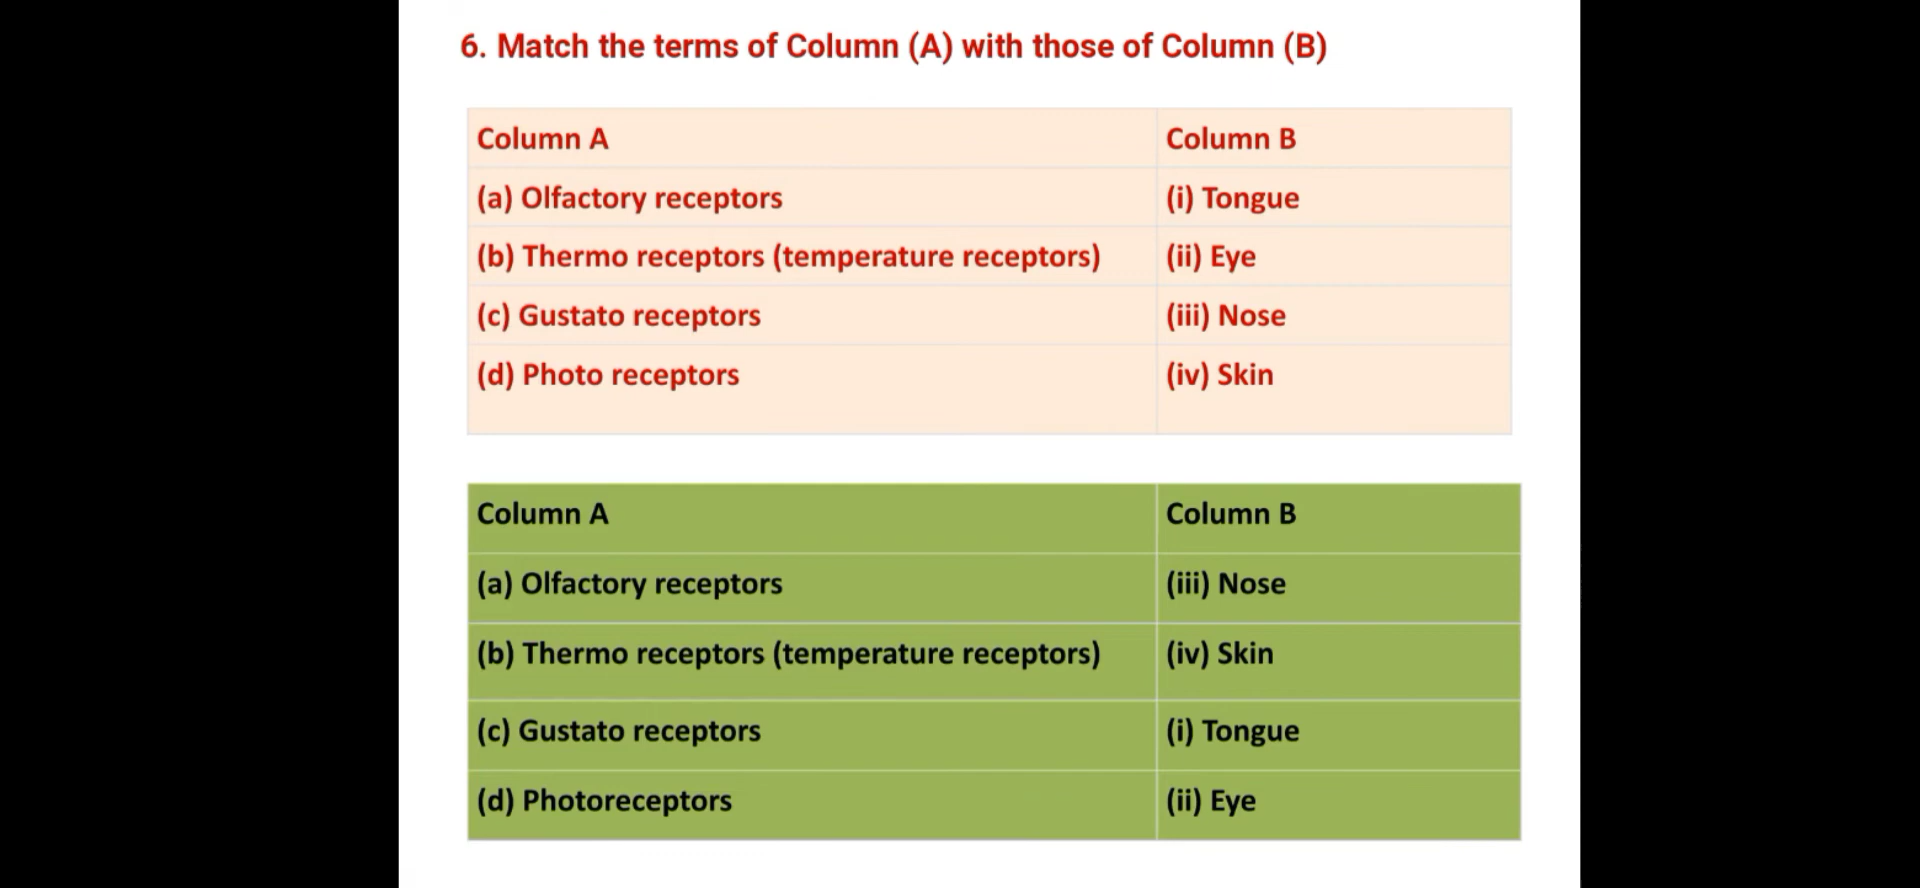 6. Match the terms of Column (A) with those of Column (B)
Column A Column B
(a) Olfactory receptors (i) Tongue
(b) Thermo receptors (temperature receptors) (ii) Eye
(c) Gustato receptors (iii) Nose
(d) Photo receptors (iv) Skin
Column A Column B
(a) Olfactory receptors (iii) Nose
(b) Thermo receptors (temperature receptors) (iv) Skin
(c) Gustato receptors (i) Tongue
(d) Photoreceptors (ii) Eye